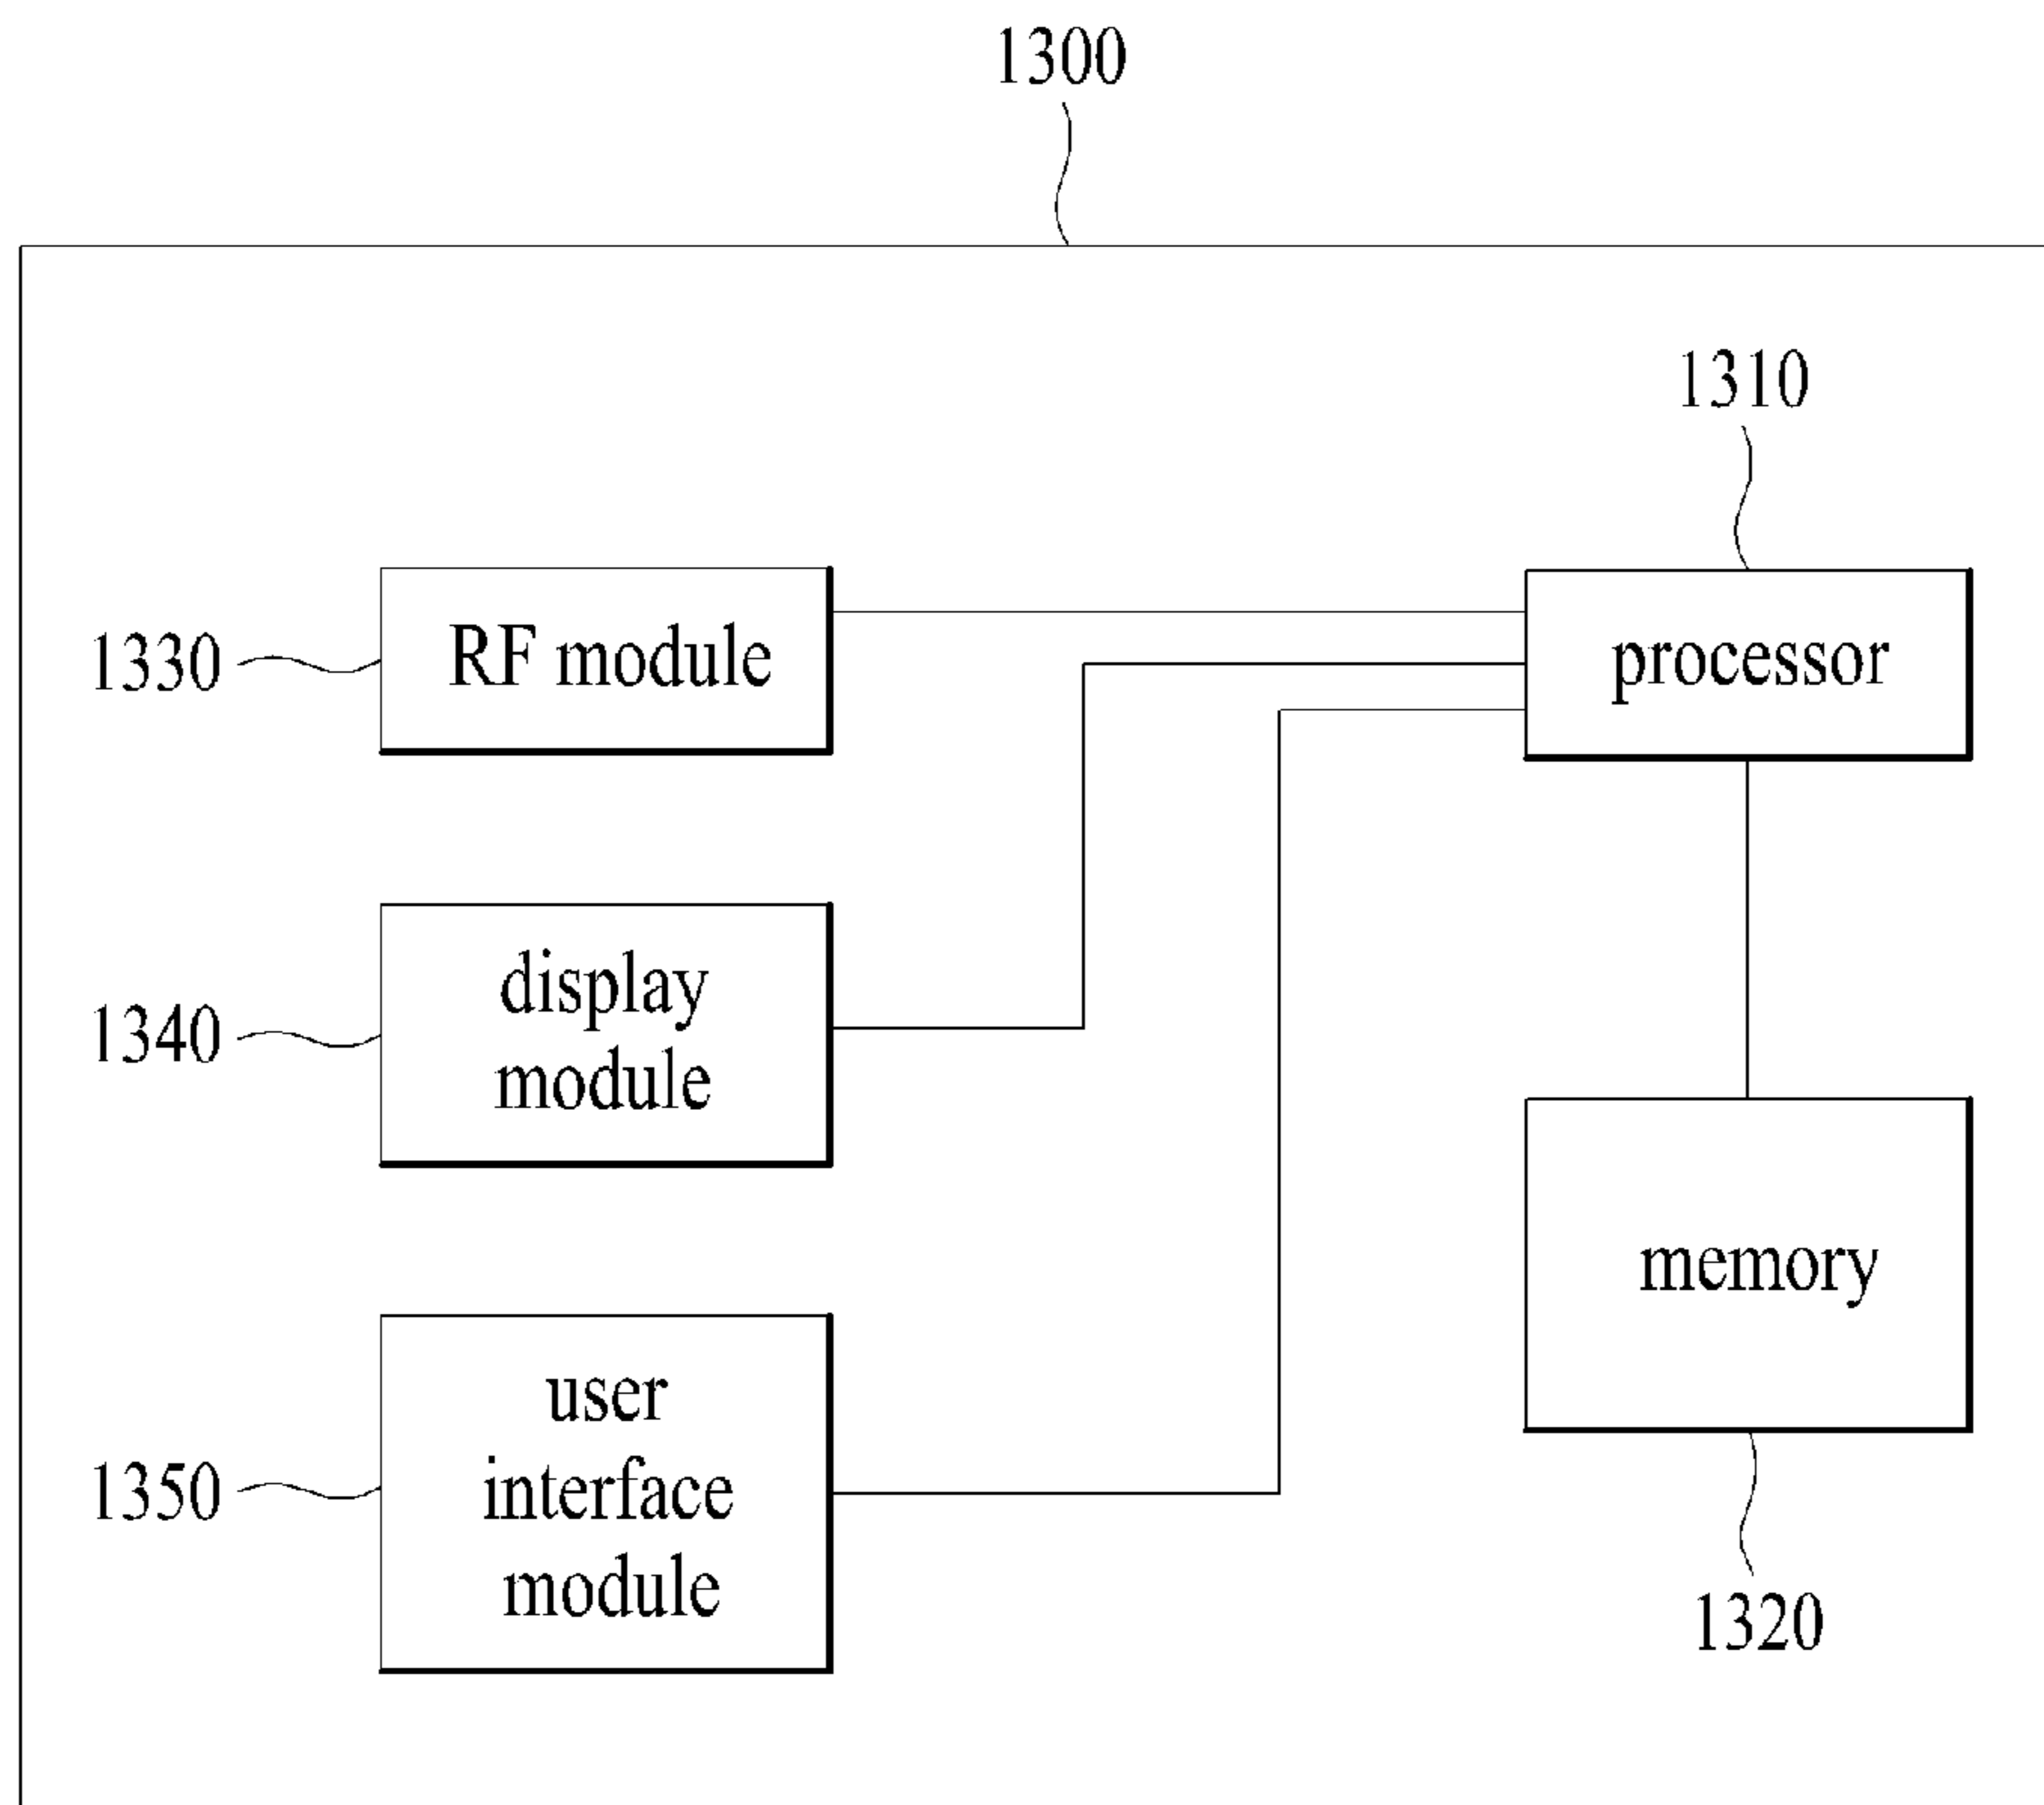 1300
1310
1330
RF module
processor
1340
display
module
memory
1350
user
interface
module
1320